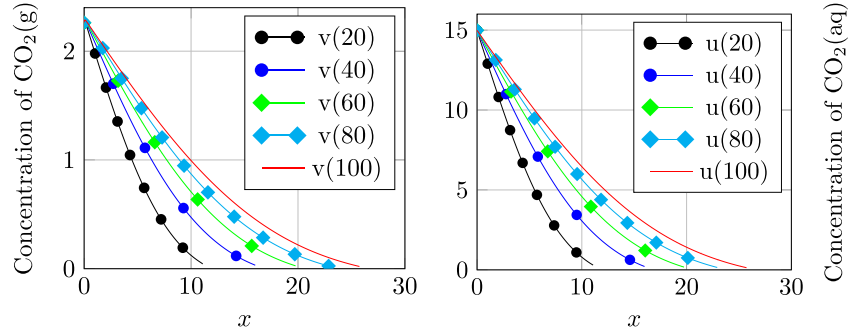 Concentration of CO₂(g)
2
1
0
0
10
20
30
x
v(20)
v(40)
v(60)
v(80)
v(100)
15
10
5
0
0
10
20
30
x
u(20)
u(40)
u(60)
u(80)
u(100)
Concentration of CO₂(aq)